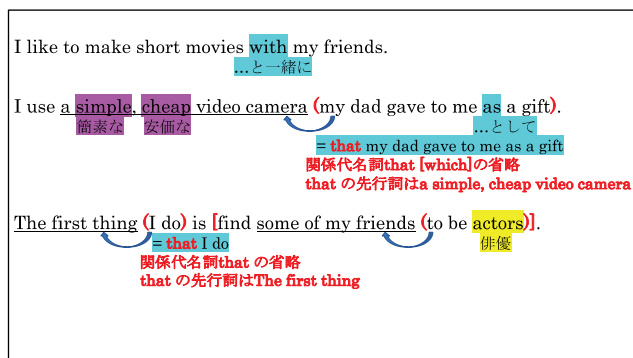 I like to make short movies with my friends.
…と一緒に
I use a simple, cheap video camera (my dad gave to me as a gift).
簡素な 安価な …として
= that my dad gave to me as a gift
関係代名詞that [which]の省略
that の先行詞はa simple, cheap video camera
The first thing (I do) is [find some of my friends (to be actors)].
= that I do 俳優
関係代名詞that の省略
that の先行詞はThe first thing